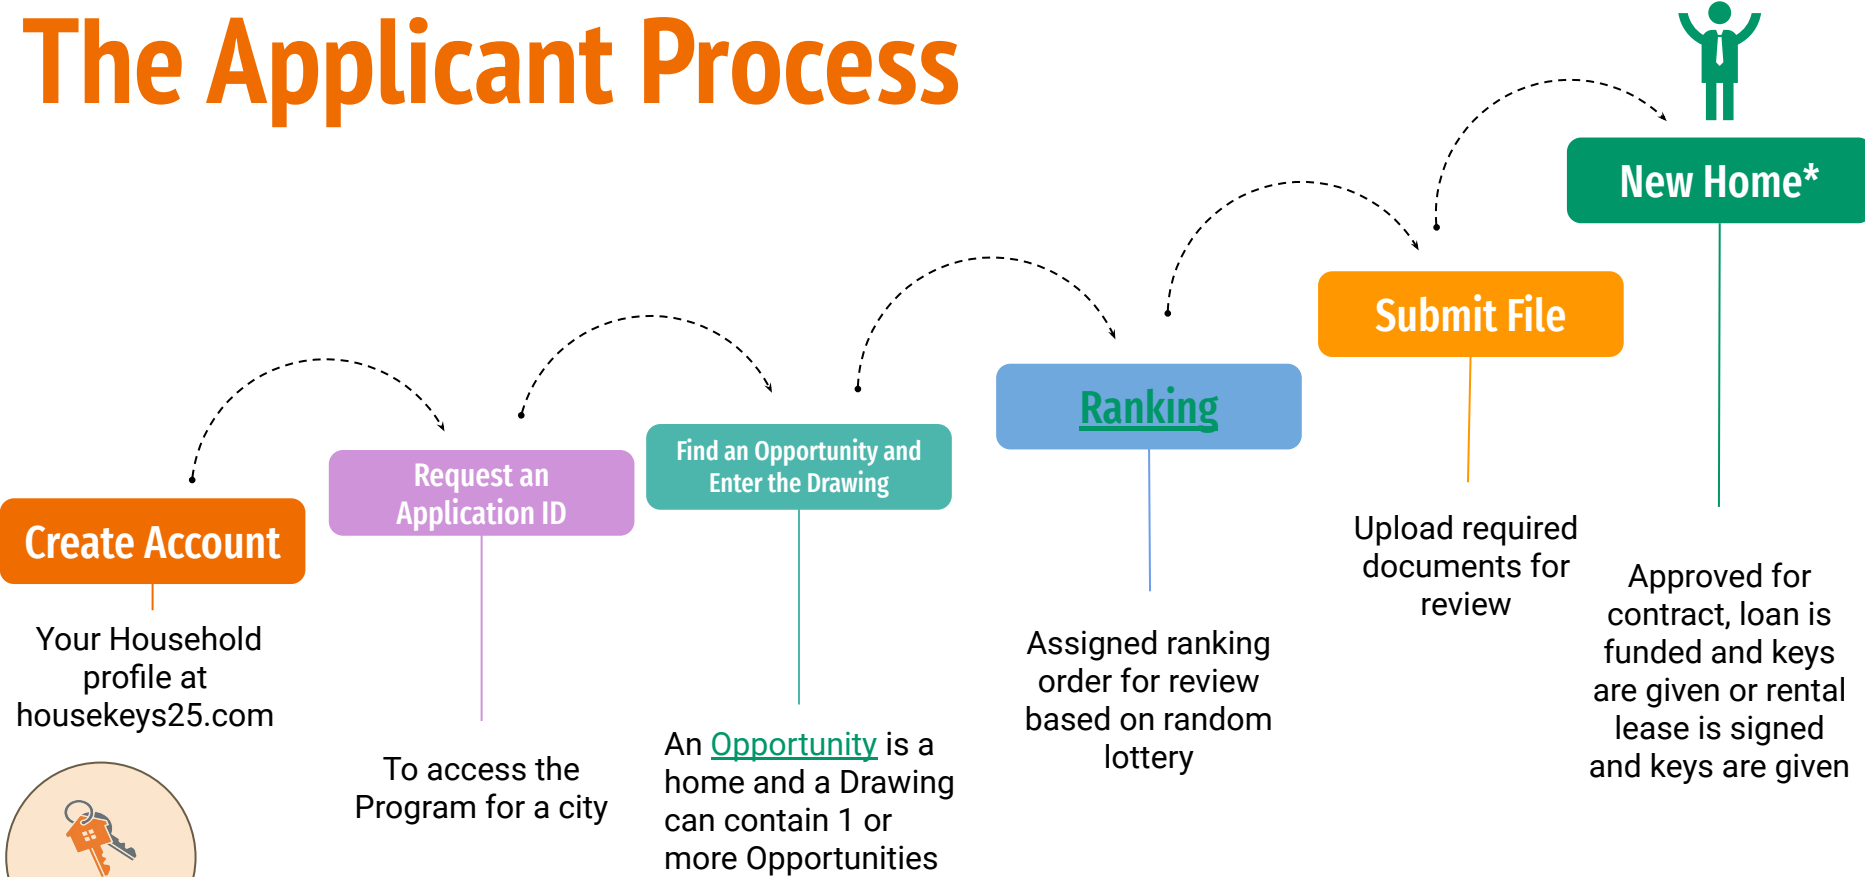 The Applicant Process
Create Account
Your Household
profile at
housekeys25.com
Request an
Application ID
To access the
Program for a city
Find an Opportunity and
Enter the Drawing
An Opportunity is a
home and a Drawing
can contain 1 or
more Opportunities
Ranking
Assigned ranking
order for review
based on random
lottery
Submit File
Upload required
documents for
review
New Home*
Approved for
contract, loan is
funded and keys
are given or rental
lease is signed
and keys are given